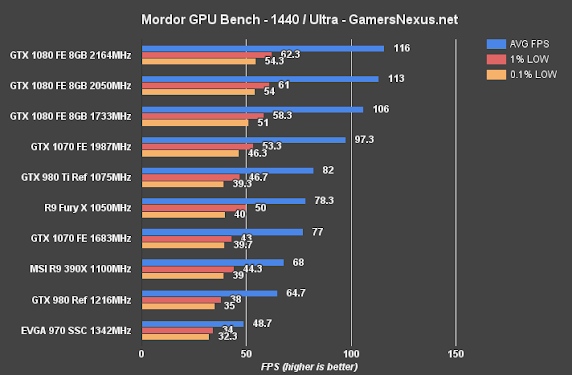 Mordor GPU Bench - 1440 / Ultra - GamersNexus.net
AVG FPS
1% LOW
0.1% LOW
GTX 1080 FE 8GB 2164MHz 116
62.3
54.3
GTX 1080 FE 8GB 2050MHz 113
61
54
GTX 1080 FE 8GB 1733MHz 106
58.3
51
GTX 1070 FE 1987MHz 97.3
53.3
46.3
GTX 980 Ti Ref 1075MHz 82
46.7
39.3
R9 Fury X 1050MHz 78.3
50
40
GTX 1070 FE 1683MHz 77
43
39.7
MSI R9 390X 1100MHz 68
44.3
39
GTX 980 Ref 1216MHz 64.7
38
35
EVGA 970 SSC 1342MHz 48.7
34
32.3
0 50 100 150
FPS (higher is better)